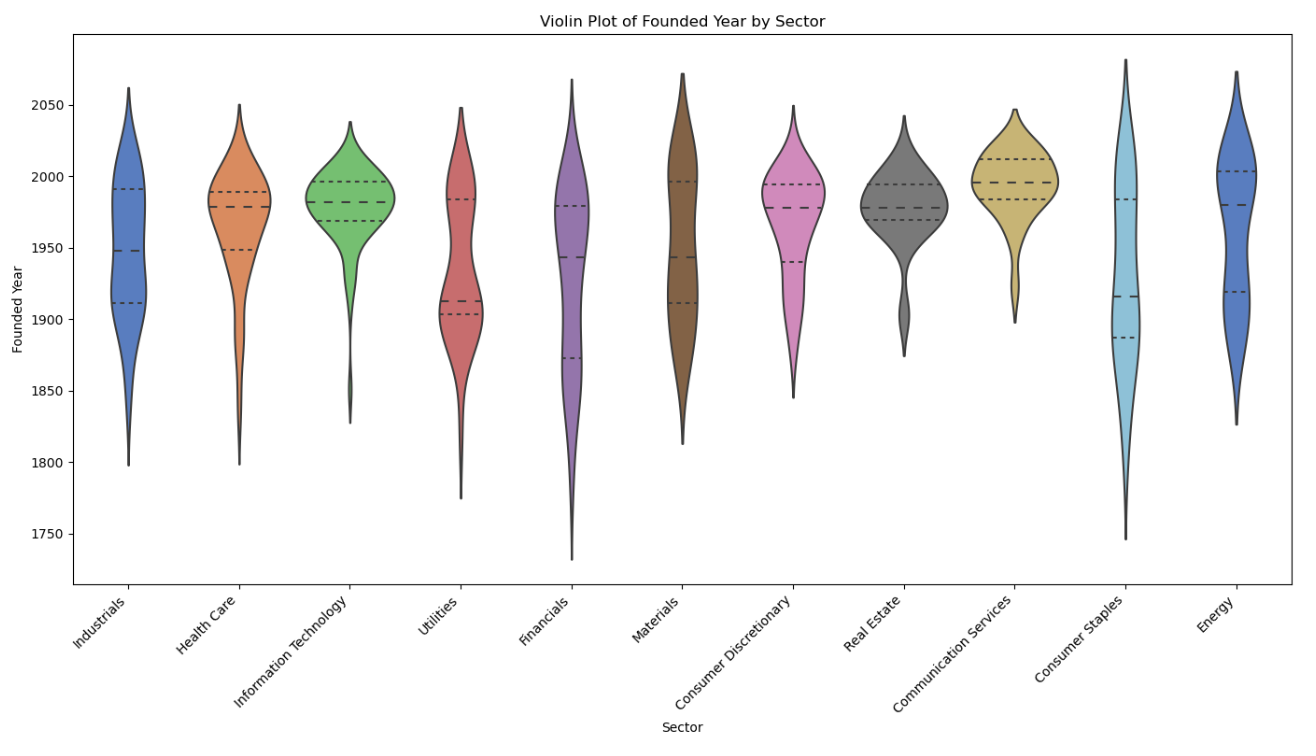 Violin Plot of Founded Year by Sector
Founded Year
2050
2000
1950
1900
1850
1800
1750
Industrials
Health Care
Information Technology
Utilities
Financials
Materials
Consumer Discretionary
Real Estate
Communication Services
Consumer Staples
Energy
Sector